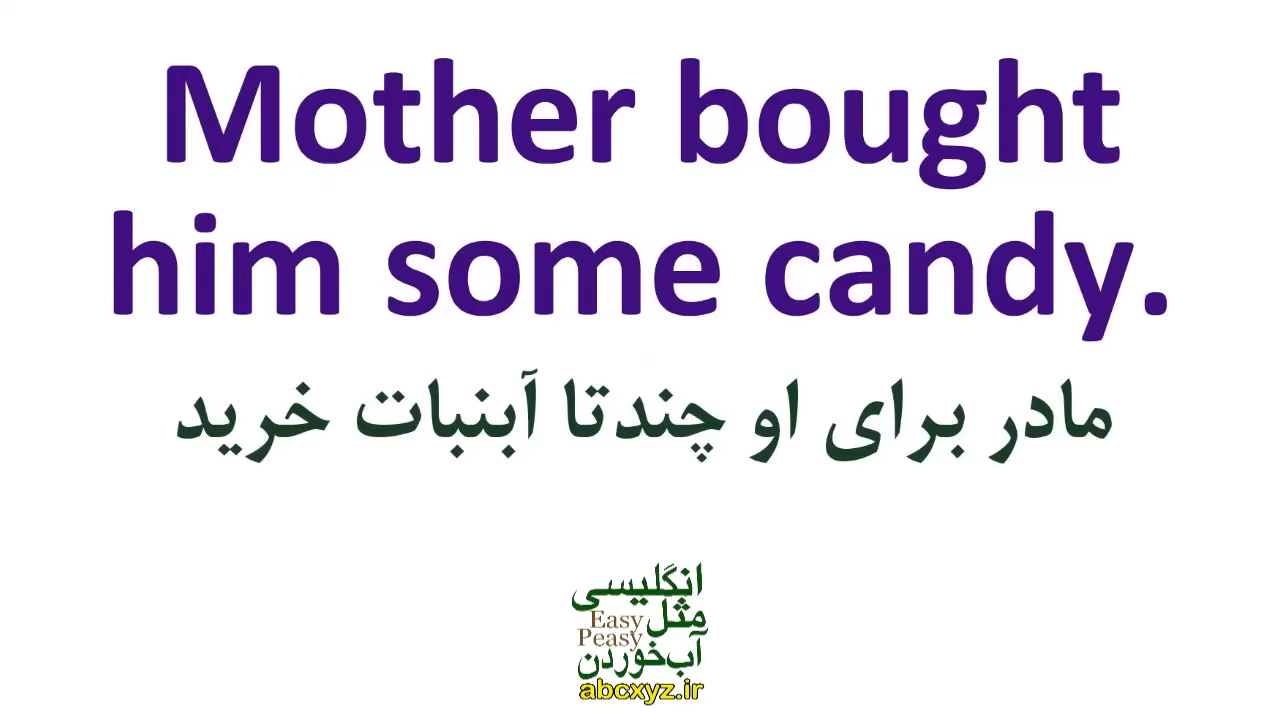 Mother bought
him some candy.
مادر برای او چندتا آبنبات خرید
انگلیسی
مثل
Easy
Peasy
آب‌خوردن
abcxyz.ir